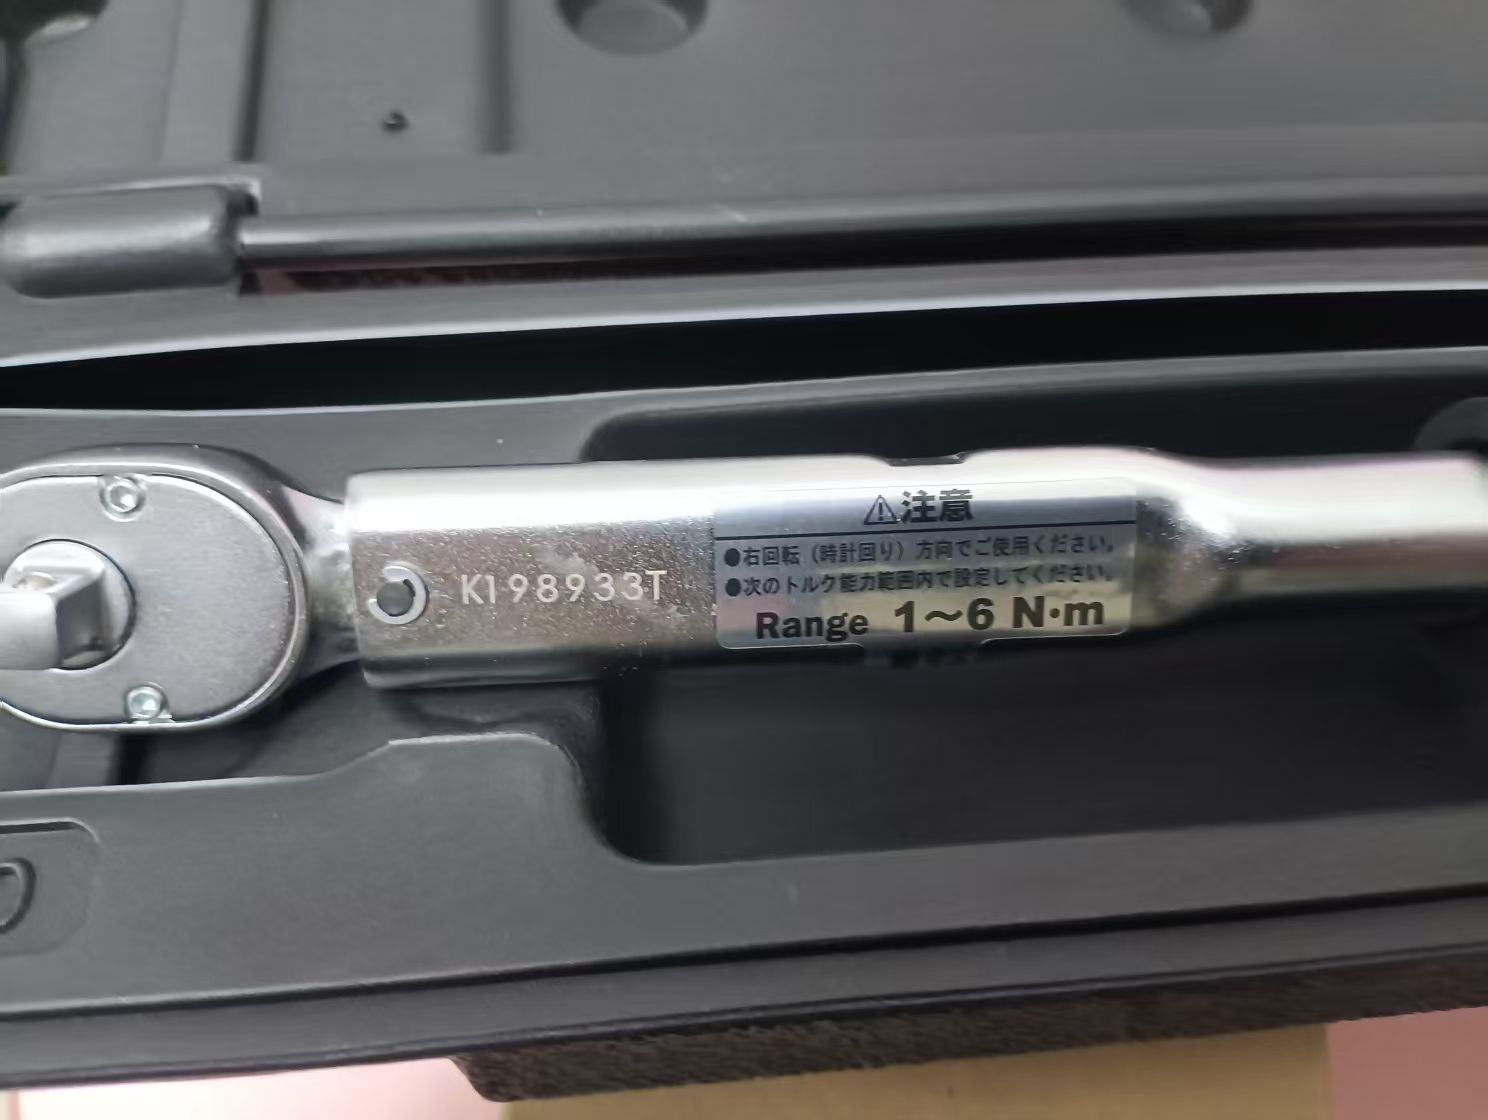 K198933T
⚠注意
●右回転（時計回り）方向でご使用ください。
●次のトルク能力範囲内で設定してください。
Range 1～6 N·m